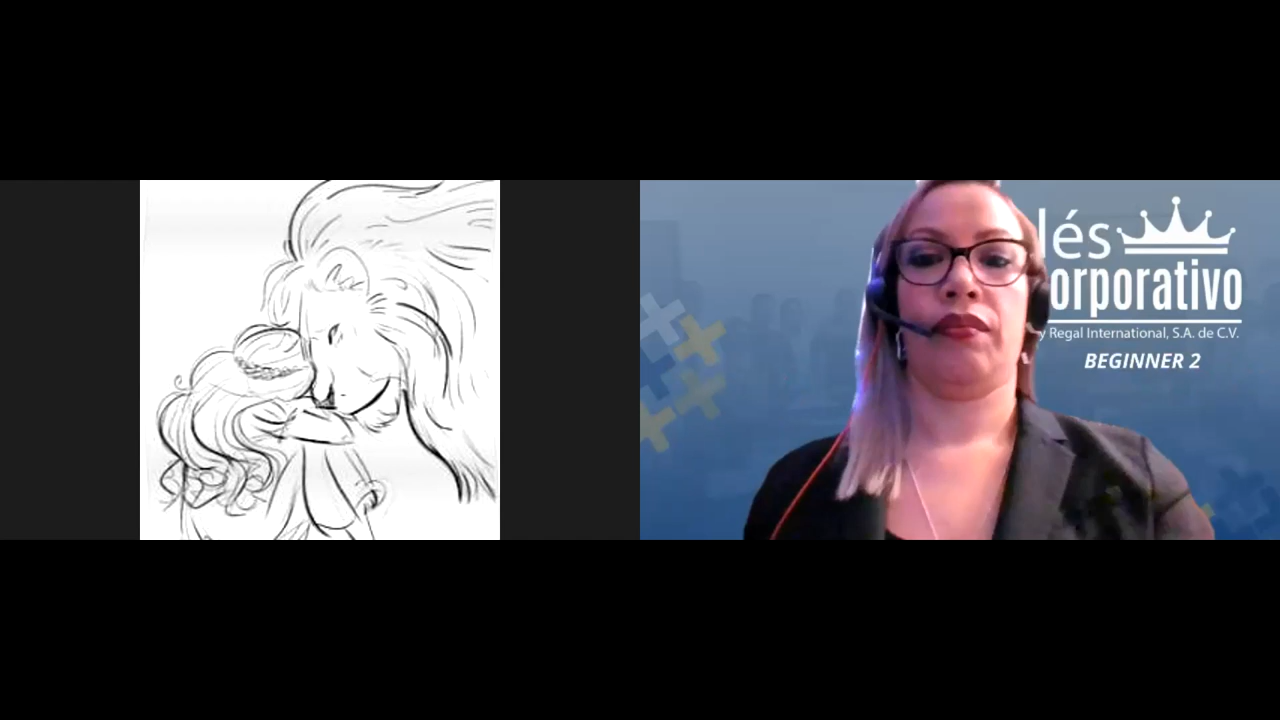 lés
orporativo
y Regal International, S.A. de C.V.
BEGINNER 2